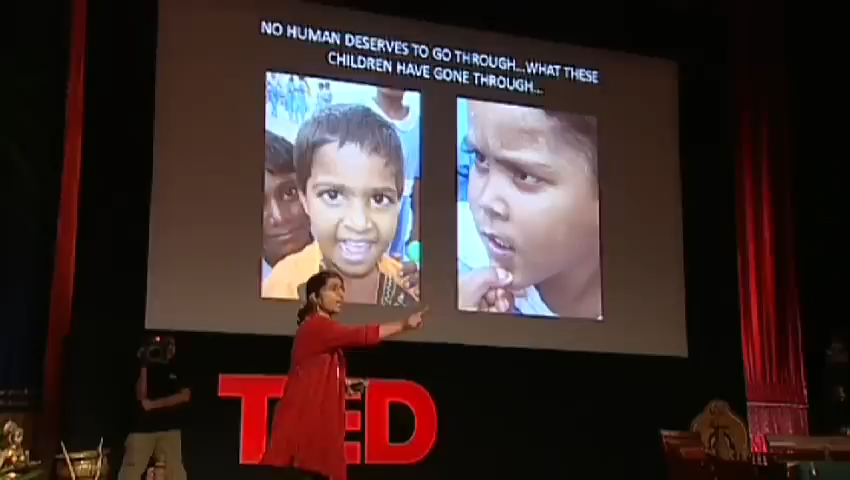 NO HUMAN DESERVES TO GO THROUGH...WHAT THESE
CHILDREN HAVE GONE THROUGH...
TED